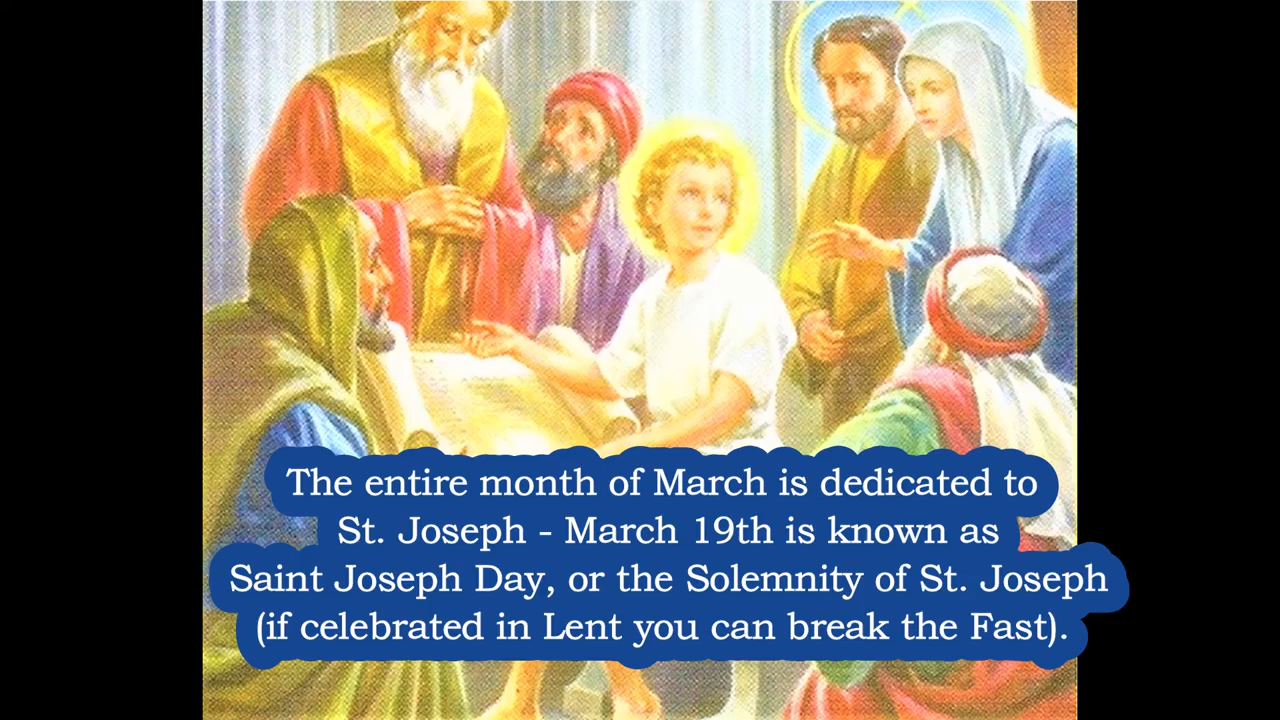 The entire month of March is dedicated to
St. Joseph - March 19th is known as
Saint Joseph Day, or the Solemnity of St. Joseph
(if celebrated in Lent you can break the Fast).